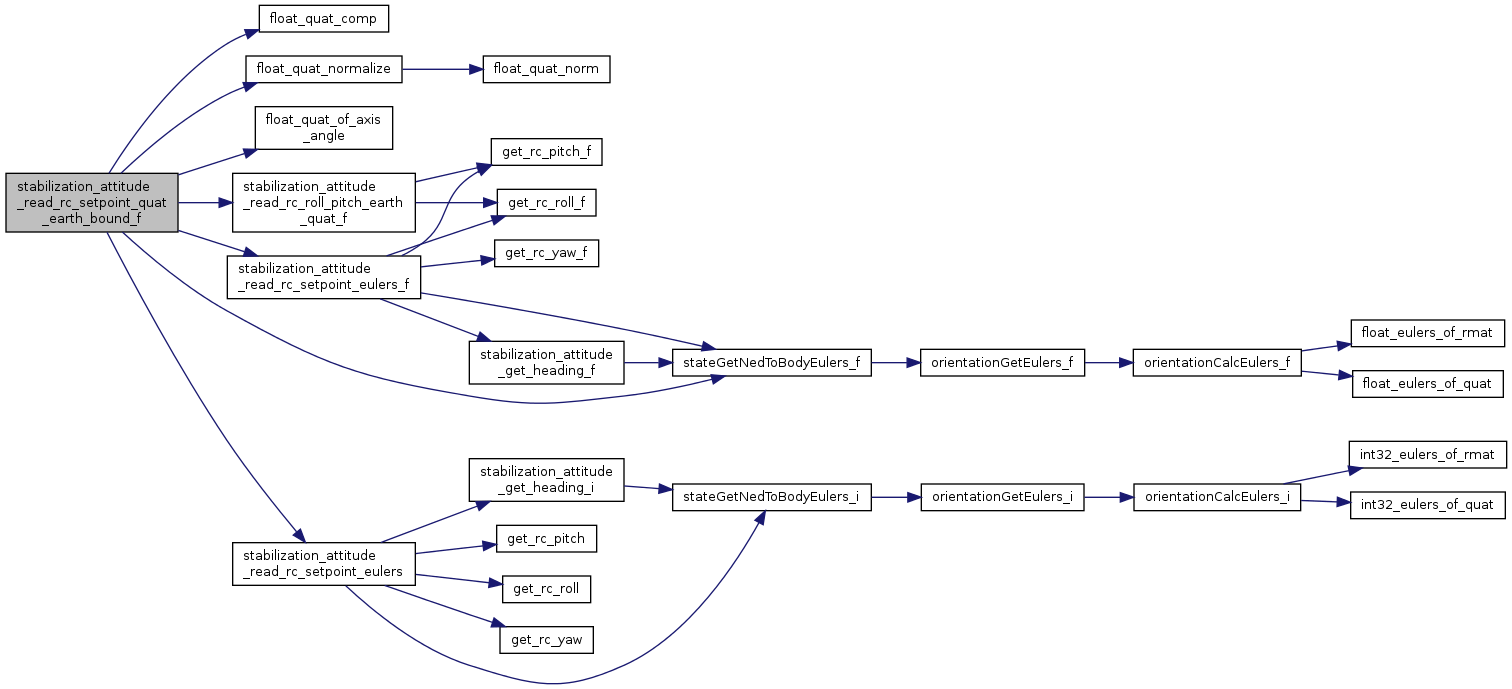 float_quat_comp
float_quat_normalize
float_quat_norm
float_quat_of_axis
_angle
get_rc_pitch_f
stabilization_attitude
_read_rc_setpoint_quat
_earth_bound_f
stabilization_attitude
_read_rc_roll_pitch_earth
_quat_f
get_rc_roll_f
get_rc_yaw_f
stabilization_attitude
_read_rc_setpoint_eulers_f
stabilization_attitude
_get_heading_f
stateGetNedToBodyEulers_f
orientationGetEulers_f
orientationCalcEulers_f
float_eulers_of_rmat
float_eulers_of_quat
stabilization_attitude
_get_heading_i
stateGetNedToBodyEulers_i
orientationGetEulers_i
orientationCalcEulers_i
int32_eulers_of_rmat
int32_eulers_of_quat
stabilization_attitude
_read_rc_setpoint_eulers
get_rc_pitch
get_rc_roll
get_rc_yaw